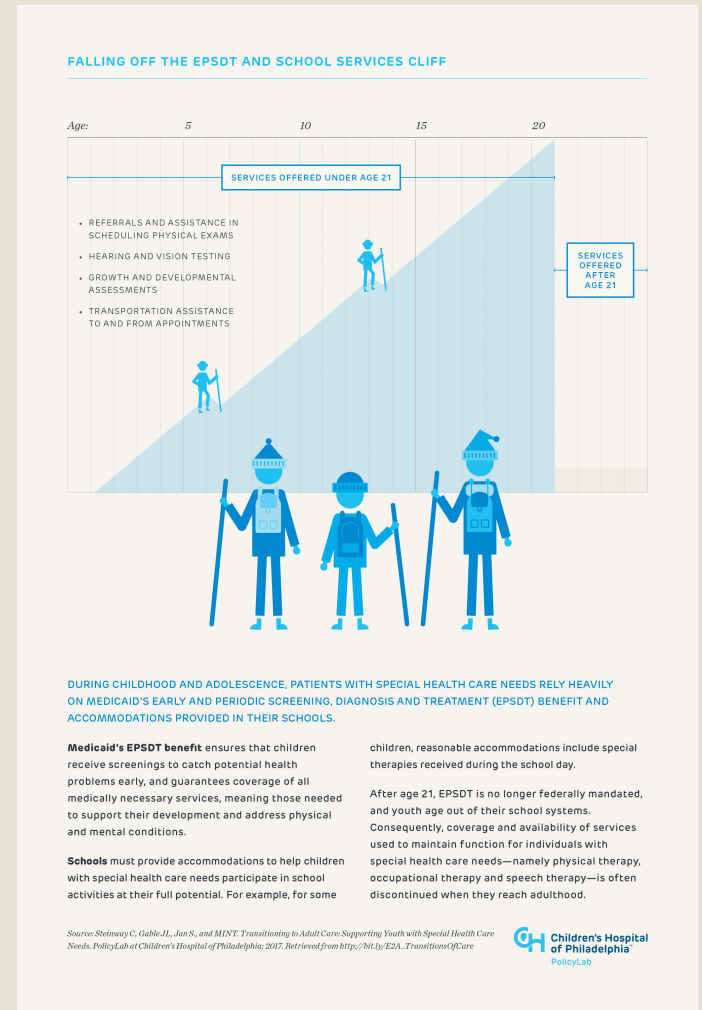 FALLING OFF THE EPSDT AND SCHOOL SERVICES CLIFF
Age: 5 10 15 20
SERVICES OFFERED UNDER AGE 21
• REFERRALS AND ASSISTANCE IN
SCHEDULING PHYSICAL EXAMS
• HEARING AND VISION TESTING
• GROWTH AND DEVELOPMENTAL
ASSESSMENTS
• TRANSPORTATION ASSISTANCE
TO AND FROM APPOINTMENTS
SERVICES
OFFERED
AFTER
AGE 21
DURING CHILDHOOD AND ADOLESCENCE, PATIENTS WITH SPECIAL HEALTH CARE NEEDS RELY HEAVILY
ON MEDICAID'S EARLY AND PERIODIC SCREENING, DIAGNOSIS AND TREATMENT (EPSDT) BENEFIT AND
ACCOMMODATIONS PROVIDED IN THEIR SCHOOLS.
Medicaid's EPSDT benefit ensures that children
receive screenings to catch potential health
problems early, and guarantees coverage of all
medically necessary services, meaning those needed
to support their development and address physical
and mental conditions.
Schools must provide accommodations to help children
with special health care needs participate in school
activities at their full potential. For example, for some
children, reasonable accommodations include special
therapies received during the school day.
After age 21, EPSDT is no longer federally mandated,
and youth age out of their school systems.
Consequently, coverage and availability of services
used to maintain function for individuals with
special health care needs—namely physical therapy,
occupational therapy and speech therapy—is often
discontinued when they reach adulthood.
Source: Steinway C, Gable JL, Jan S., and MINT. Transitioning to Adult Care: Supporting Youth with Special Health Care
Needs. PolicyLab at Children's Hospital of Philadelphia; 2017. Retrieved from http://bit.ly/E2A_TransitionsOfCare
CH Children's Hospital
of Philadelphia™
PolicyLab